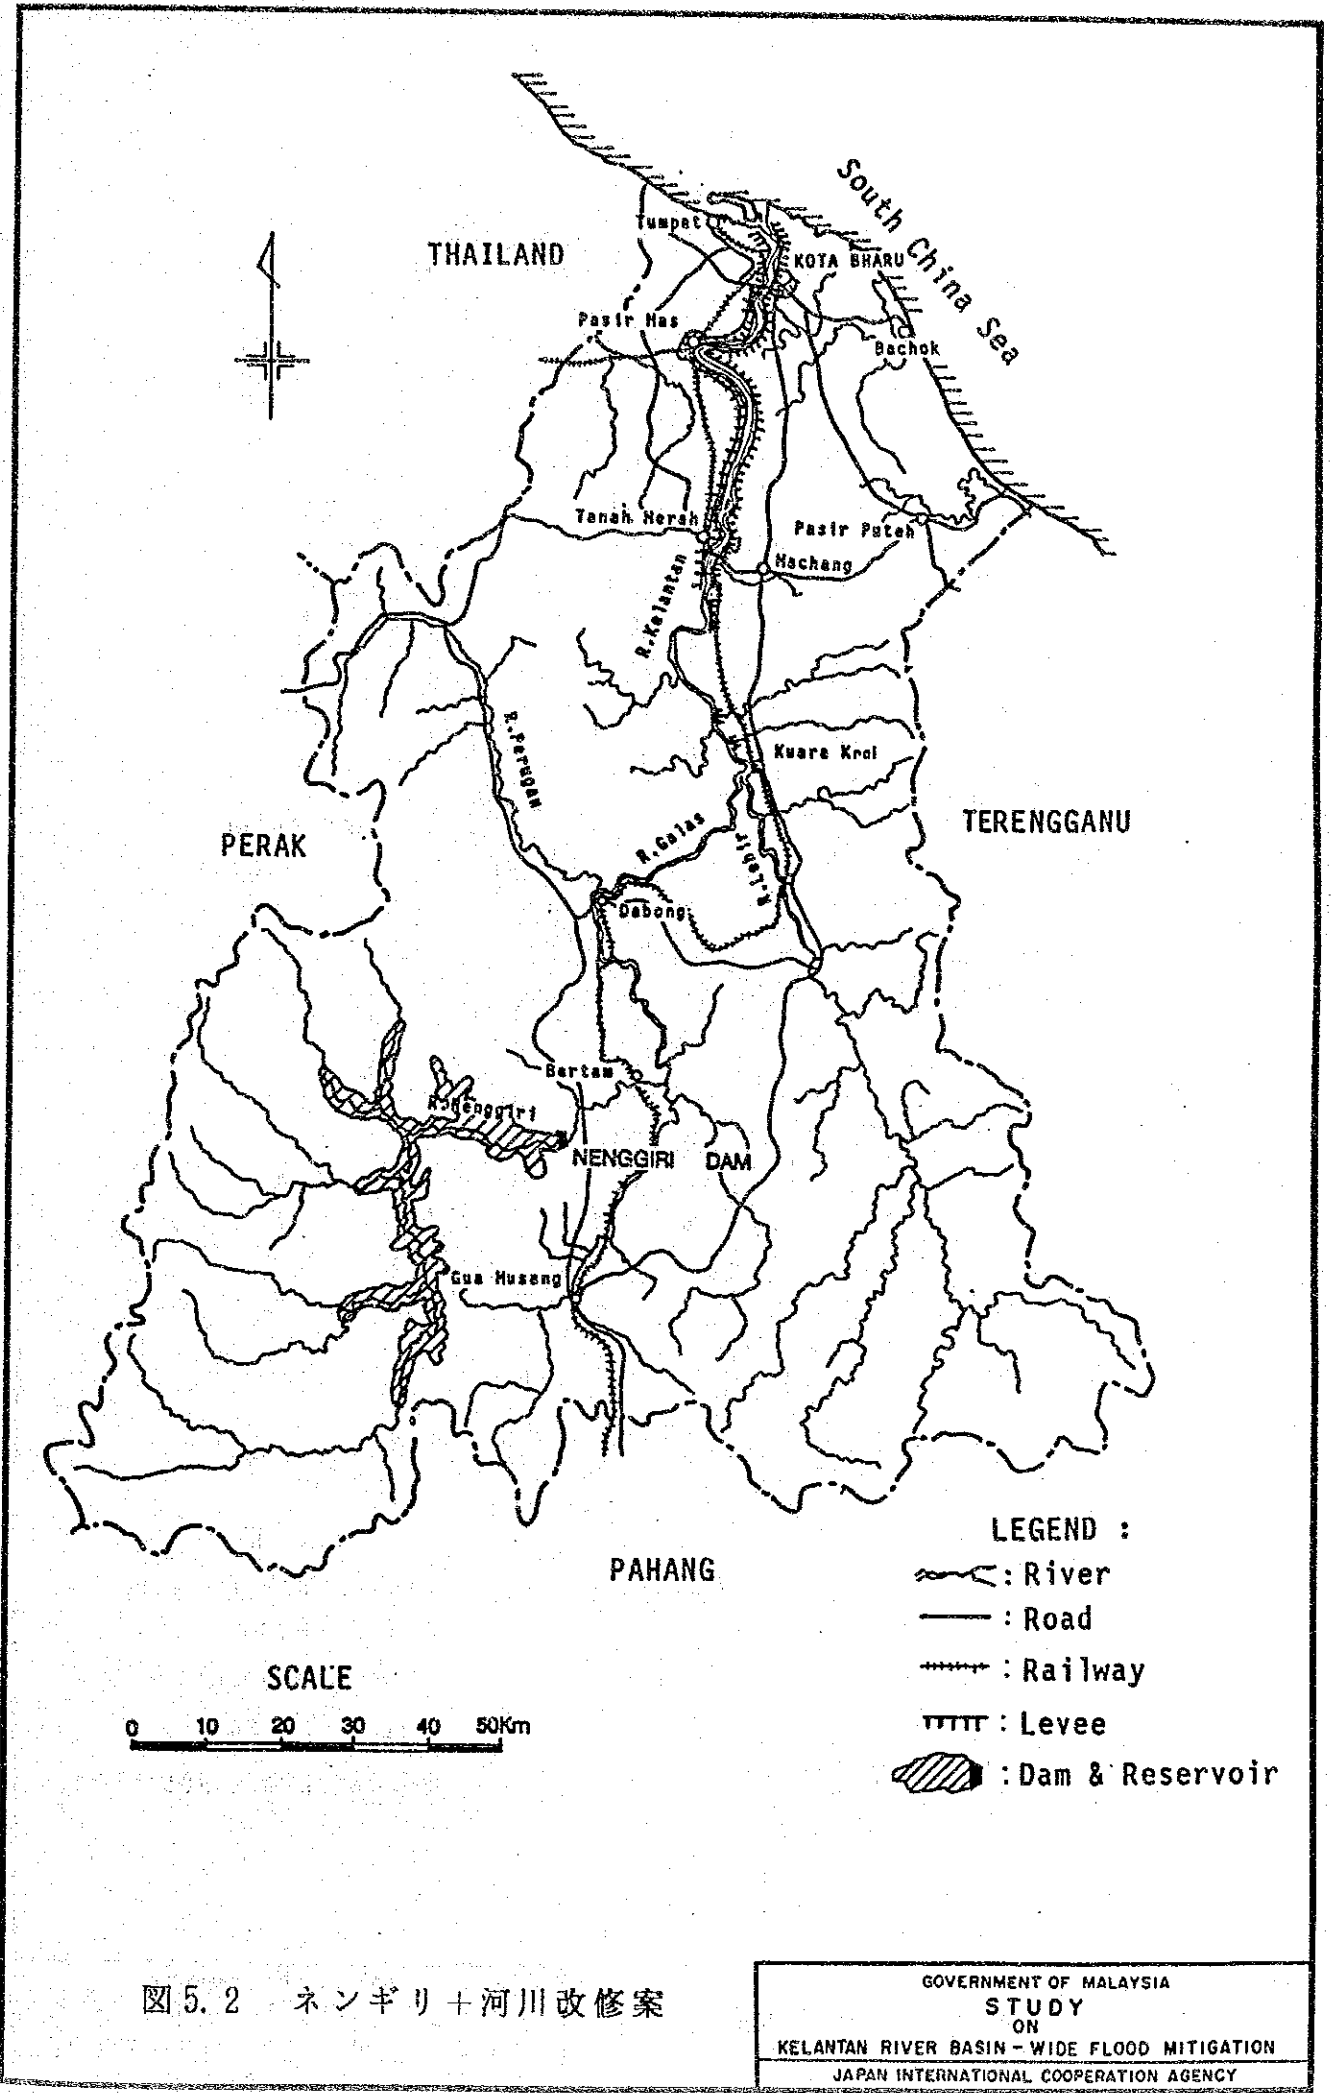 South China Sea
THAILAND
Tumpat
KOTA BHARU
Pasir Mas
Bachok
Tanah Merah
Pasir Puteh
Machang
R.Kelantan
R.Perugan
Kuara Krai
TERENGGANU
PERAK
R.Galas
R.Lebir
Dabong
Bertam
R.Nenggiri
NENGGIRI DAM
Gua Musang
PAHANG
LEGEND :
: River
: Road
: Railway
: Levee
: Dam & Reservoir
SCALE
0 10 20 30 40 50Km
図5.2 ネンギリ＋河川改修案
GOVERNMENT OF MALAYSIA
STUDY
ON
KELANTAN RIVER BASIN - WIDE FLOOD MITIGATION
JAPAN INTERNATIONAL COOPERATION AGENCY